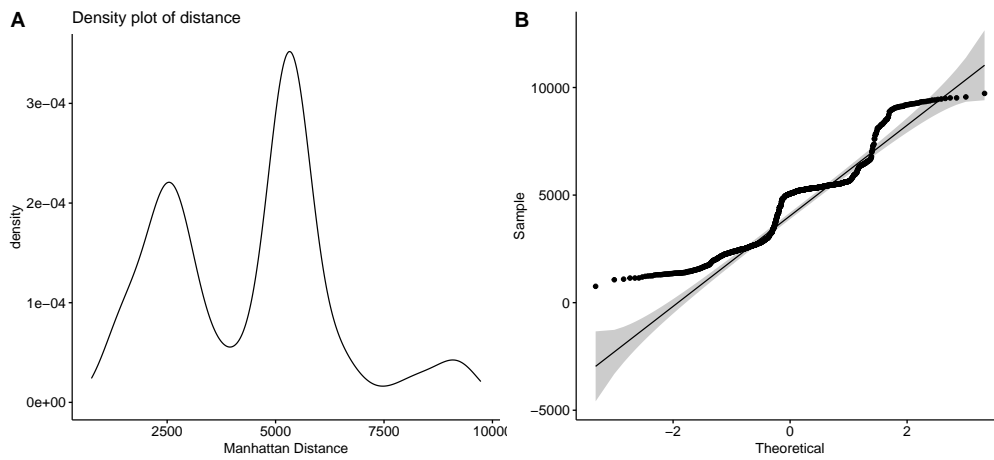 A
Density plot of distance
3e−04
2e−04
1e−04
0e+00
density
2500
5000
7500
1000
Manhattan Distance
B
10000
5000
0
−5000
Sample
−2
0
2
Theoretical